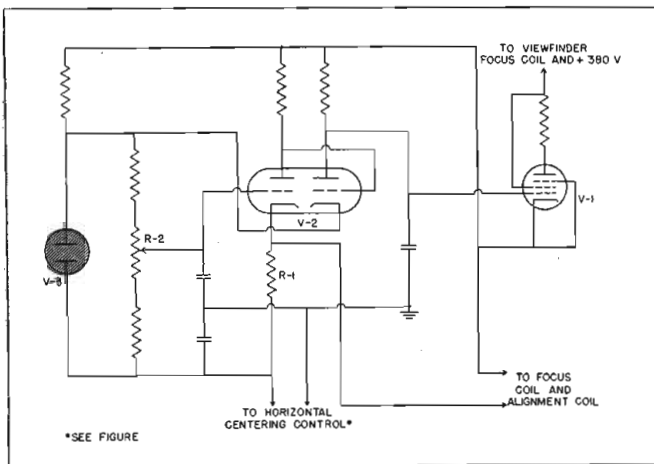 TO VIEWFINDER
FOCUS COIL AND + 380 V
V-1
V-2
R-2
R-1
V-3
TO FOCUS
COIL AND
ALIGNMENT COIL
TO HORIZONTAL
CENTERING CONTROL*
*SEE FIGURE